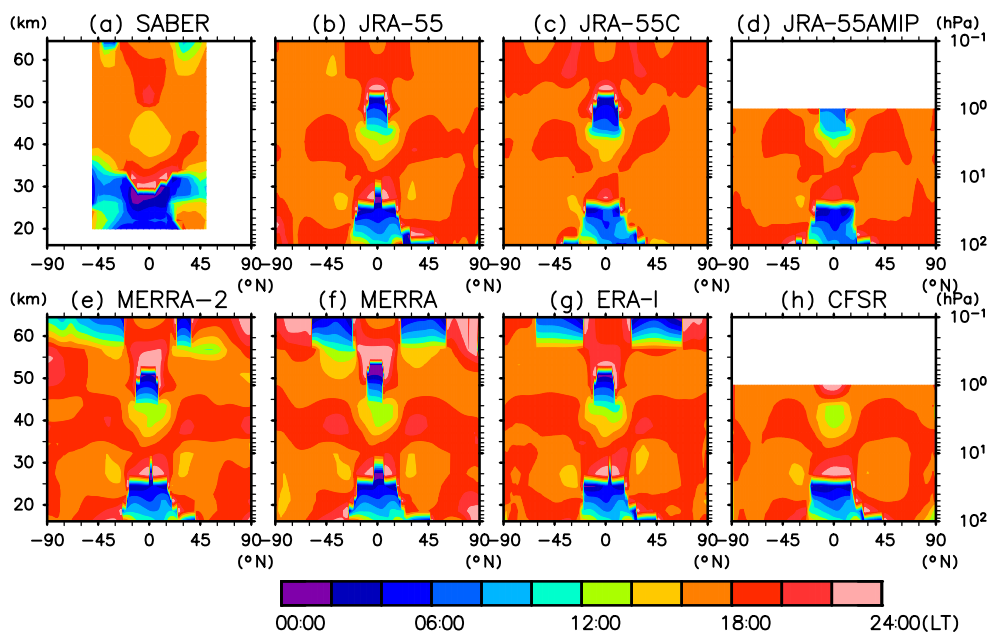 (km) (a) SABER (b) JRA-55 (c) JRA-55C (d) JRA-55AMIP (hPa)
60 10⁻¹
50 10⁰
40
30 10¹
20 10²
−90 −45 0 45 90 −90 −45 0 45 90 −90 −45 0 45 90 −90 −45 0 45 90
(°N) (°N) (°N) (°N)
(km) (e) MERRA-2 (f) MERRA (g) ERA-I (h) CFSR (hPa)
60 10⁻¹
50 10⁰
40
30 10¹
20 10²
−90 −45 0 45 90 −90 −45 0 45 90 −90 −45 0 45 90 −90 −45 0 45 90
(°N) (°N) (°N) (°N)
00:00 06:00 12:00 18:00 24:00(LT)